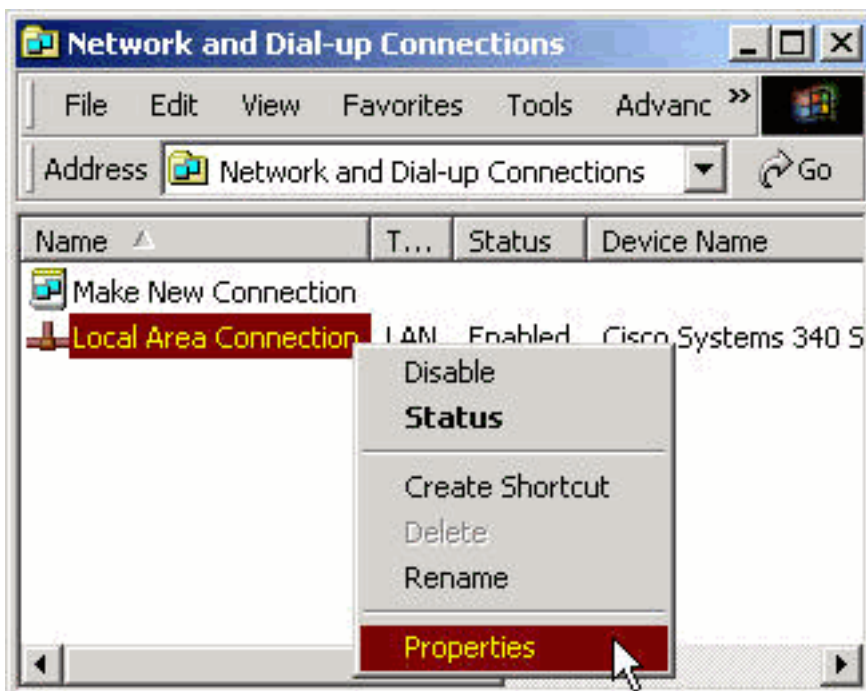 Network and Dial-up Connections
File Edit View Favorites Tools Advanc »
Address Network and Dial-up Connections Go
Name T... Status Device Name
Make New Connection
Local Area Connection LAN Enabled Cisco Systems 340 S
Disable
Status
Create Shortcut
Delete
Rename
Properties